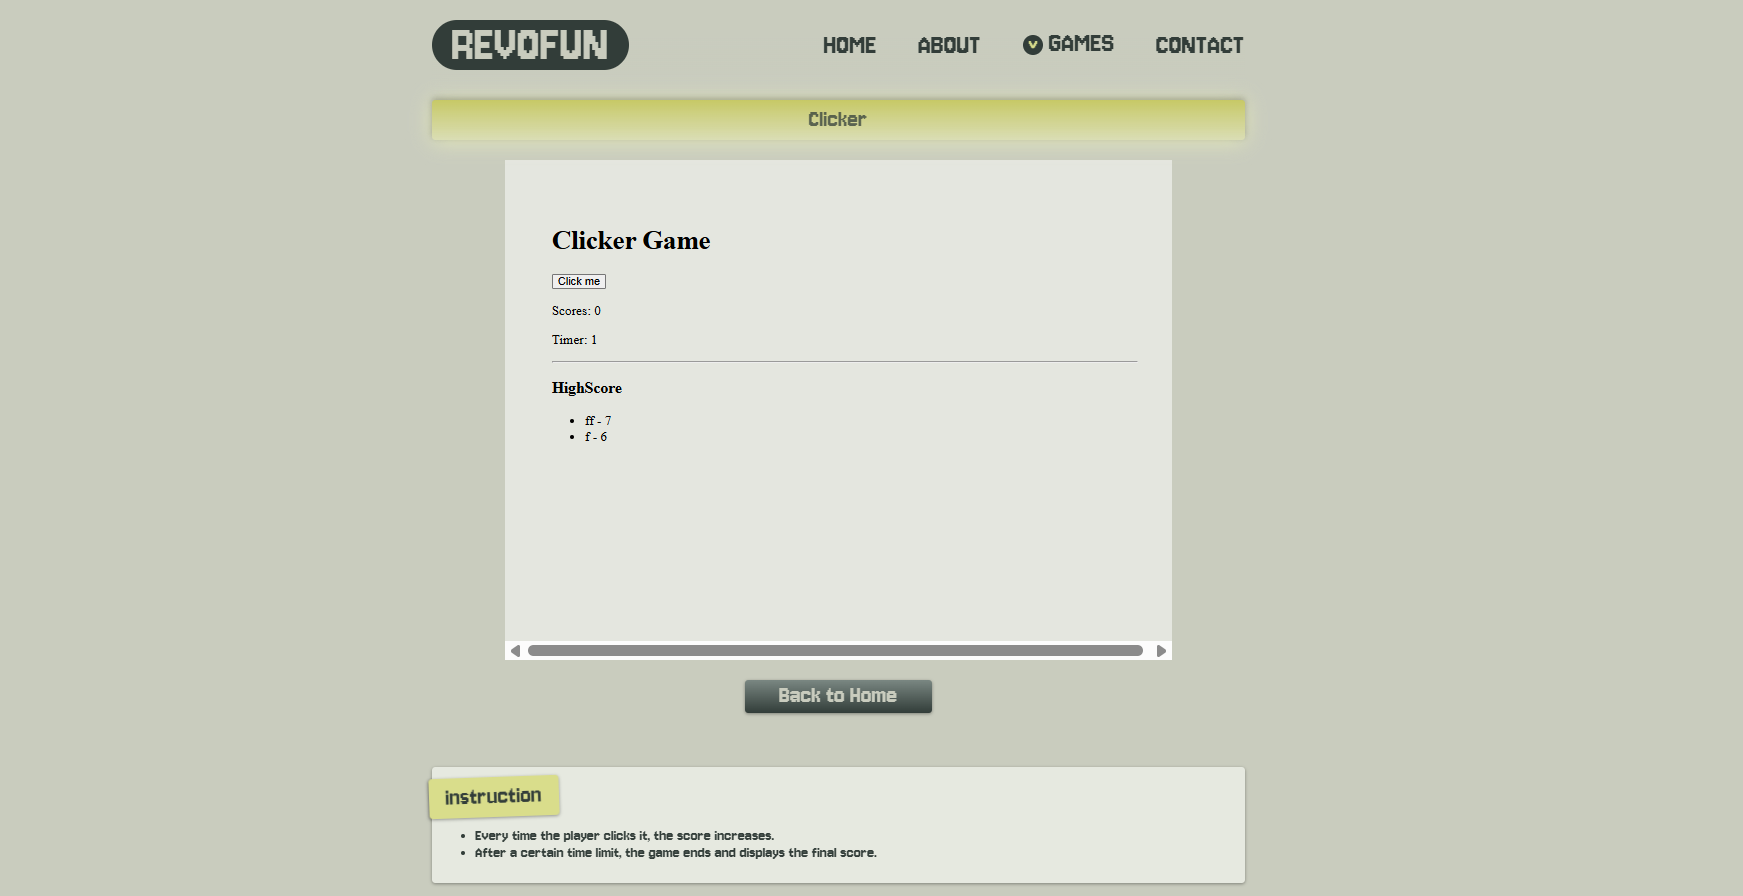 REVOFUN
HOME ABOUT v GAMES CONTACT
Clicker
Clicker Game
Click me
Scores: 0
Timer: 1
HighScore
• ff - 7
• f - 6
Back to Home
instruction
• Every time the player clicks it, the score increases.
• After a certain time limit, the game ends and displays the final score.